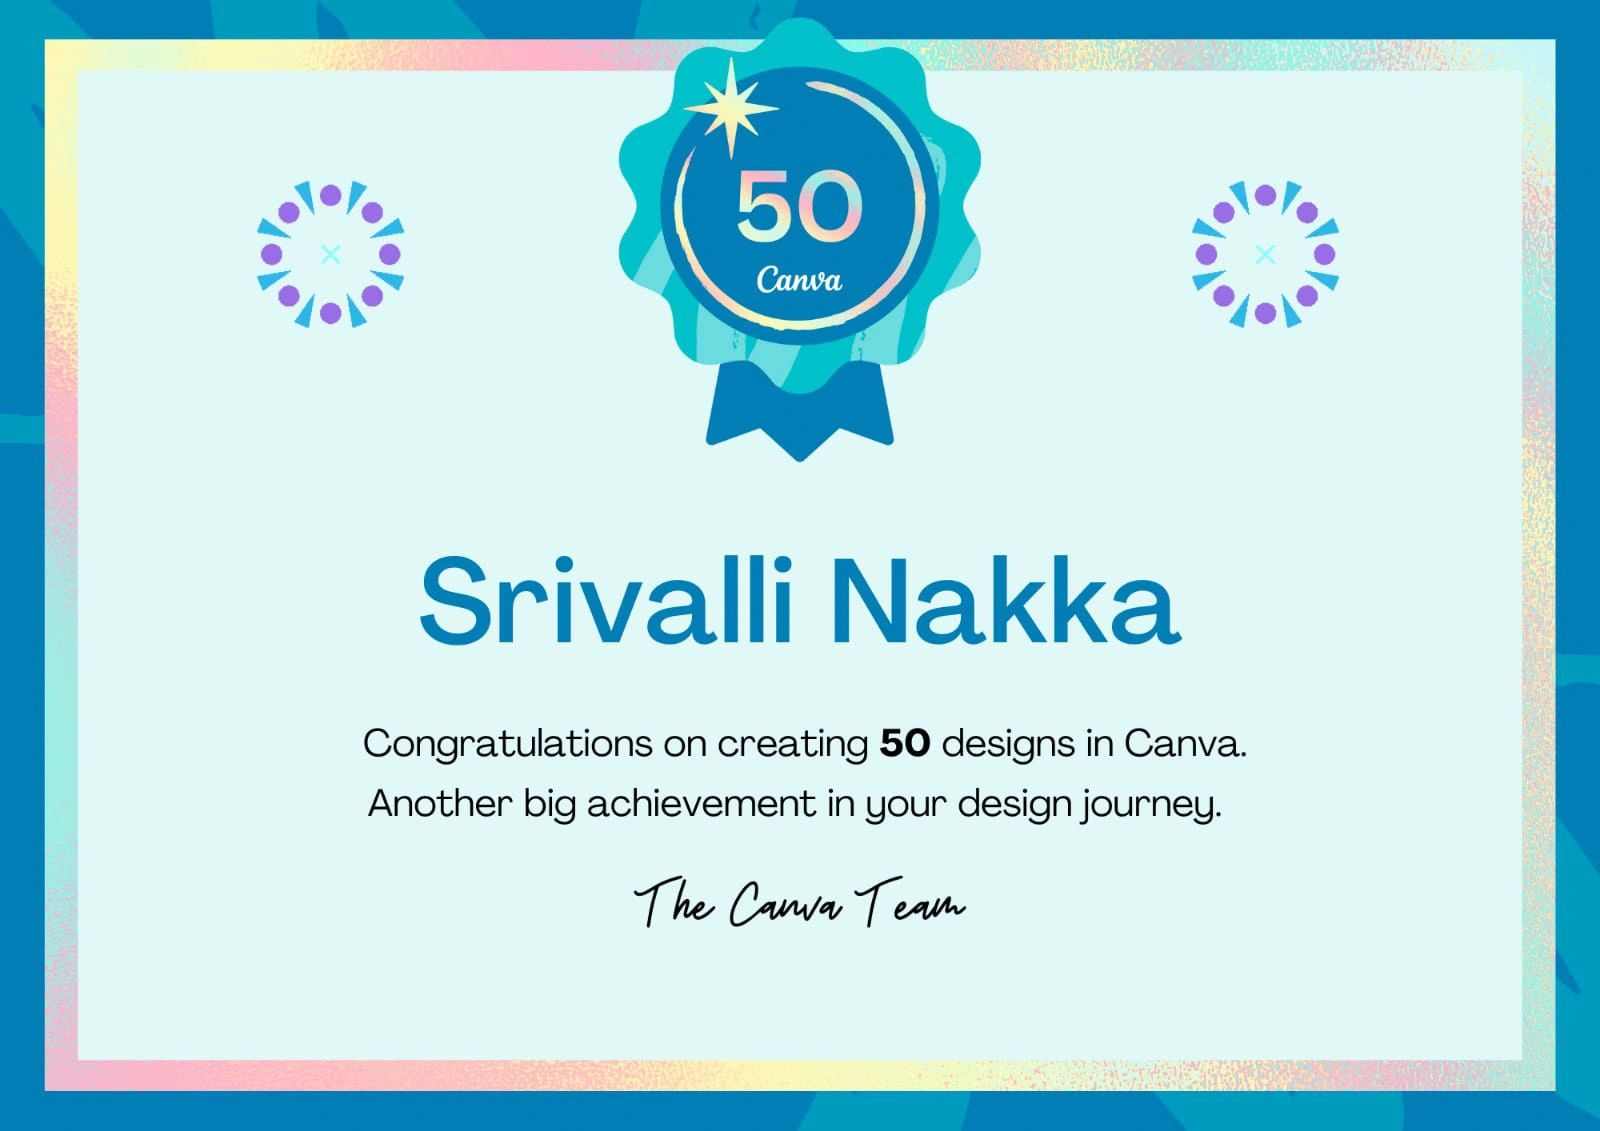 50
Canva
Srivalli Nakka
Congratulations on creating 50 designs in Canva.
Another big achievement in your design journey.
The Canva Team